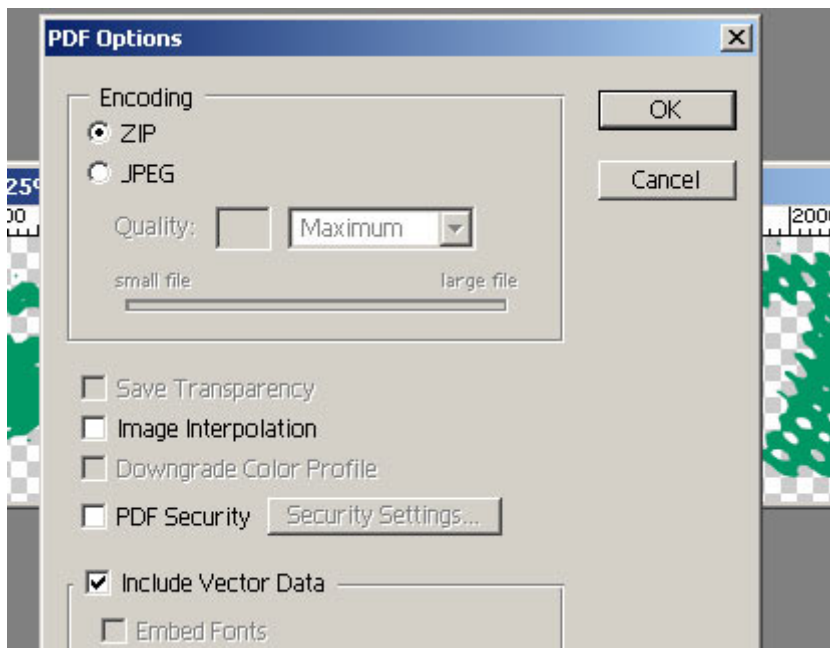 PDF Options
Encoding
OK
ZIP
JPEG
Cancel
Quality: Maximum
small file large file
2000
Save Transparency
Image Interpolation
Downgrade Color Profile
PDF Security Security Settings...
Include Vector Data
Embed Fonts